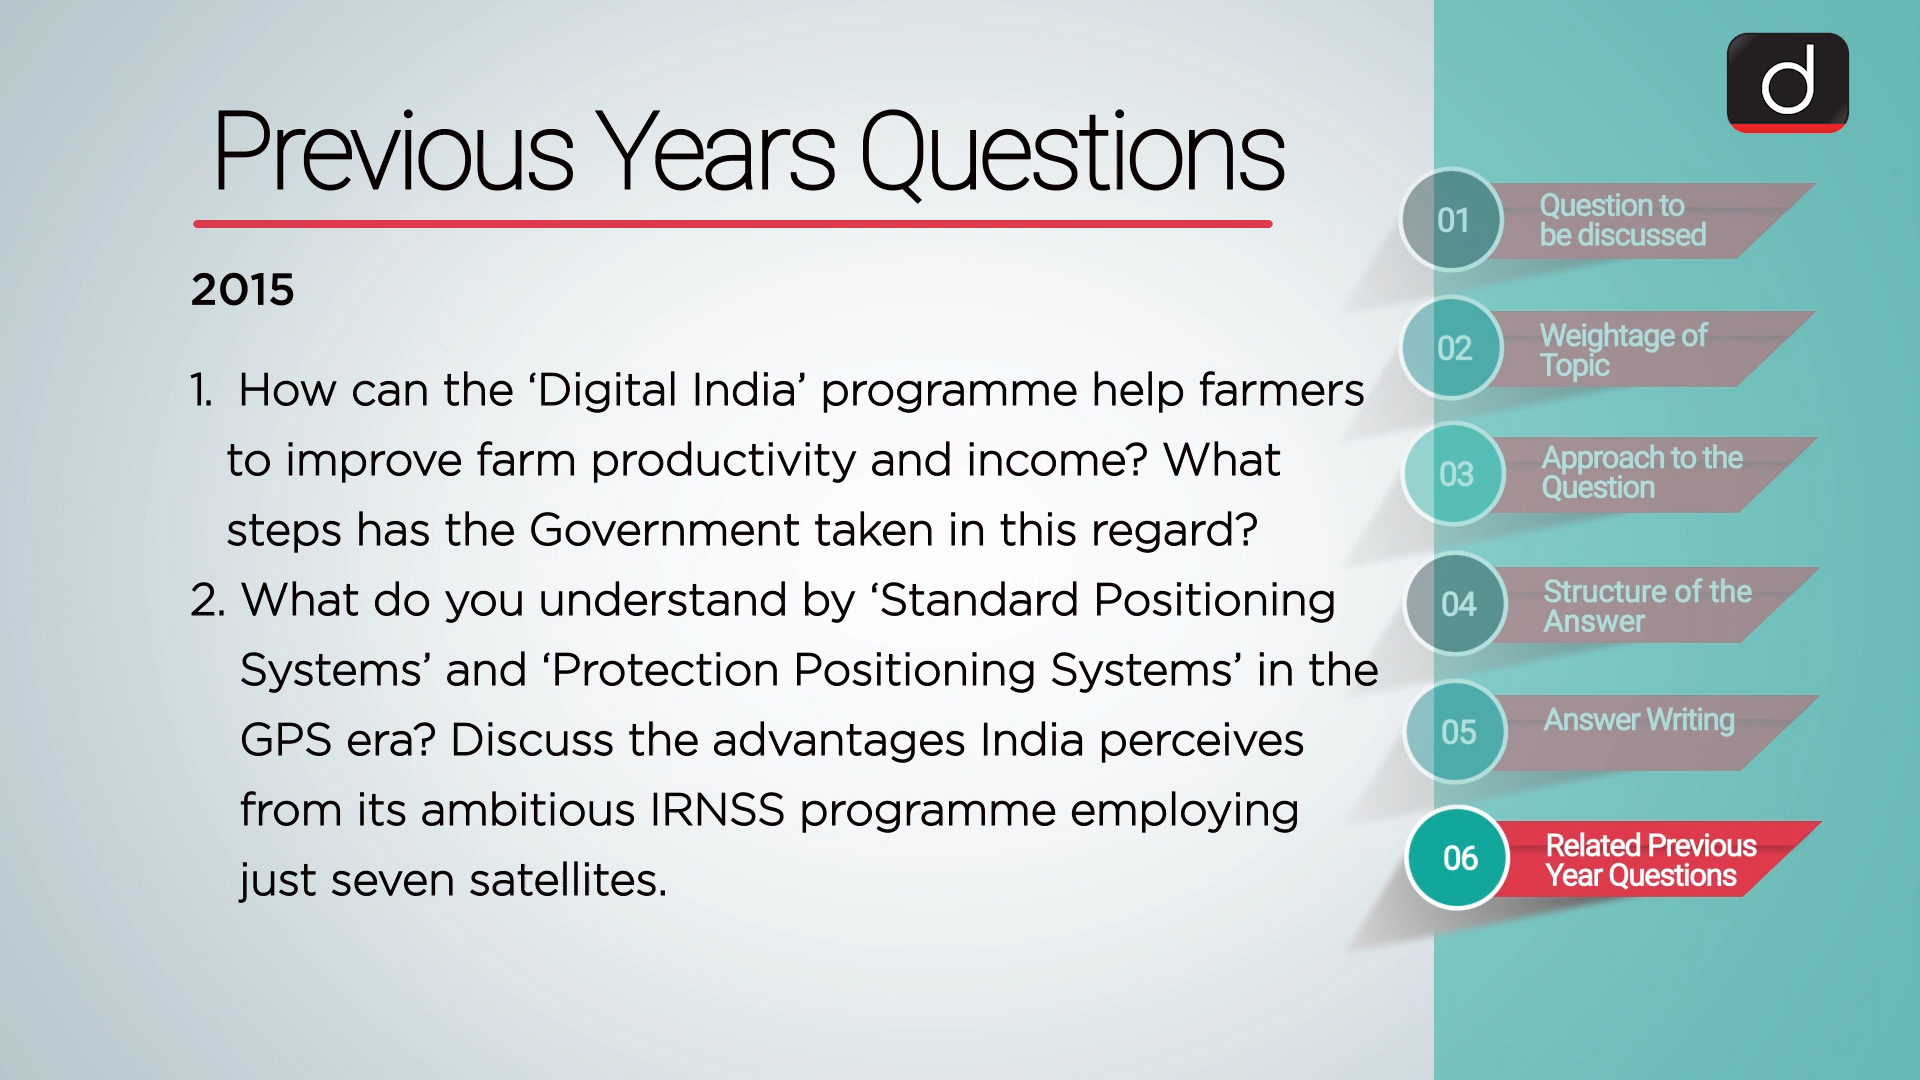 Previous Years Questions
2015
1. How can the ‘Digital India’ programme help farmers
to improve farm productivity and income? What
steps has the Government taken in this regard?
2. What do you understand by ‘Standard Positioning
Systems’ and ‘Protection Positioning Systems’ in the
GPS era? Discuss the advantages India perceives
from its ambitious IRNSS programme employing
just seven satellites.
d
01
Question to
be discussed
02
Weightage of
Topic
03
Approach to the
Question
04
Structure of the
Answer
05
Answer Writing
06
Related Previous
Year Questions